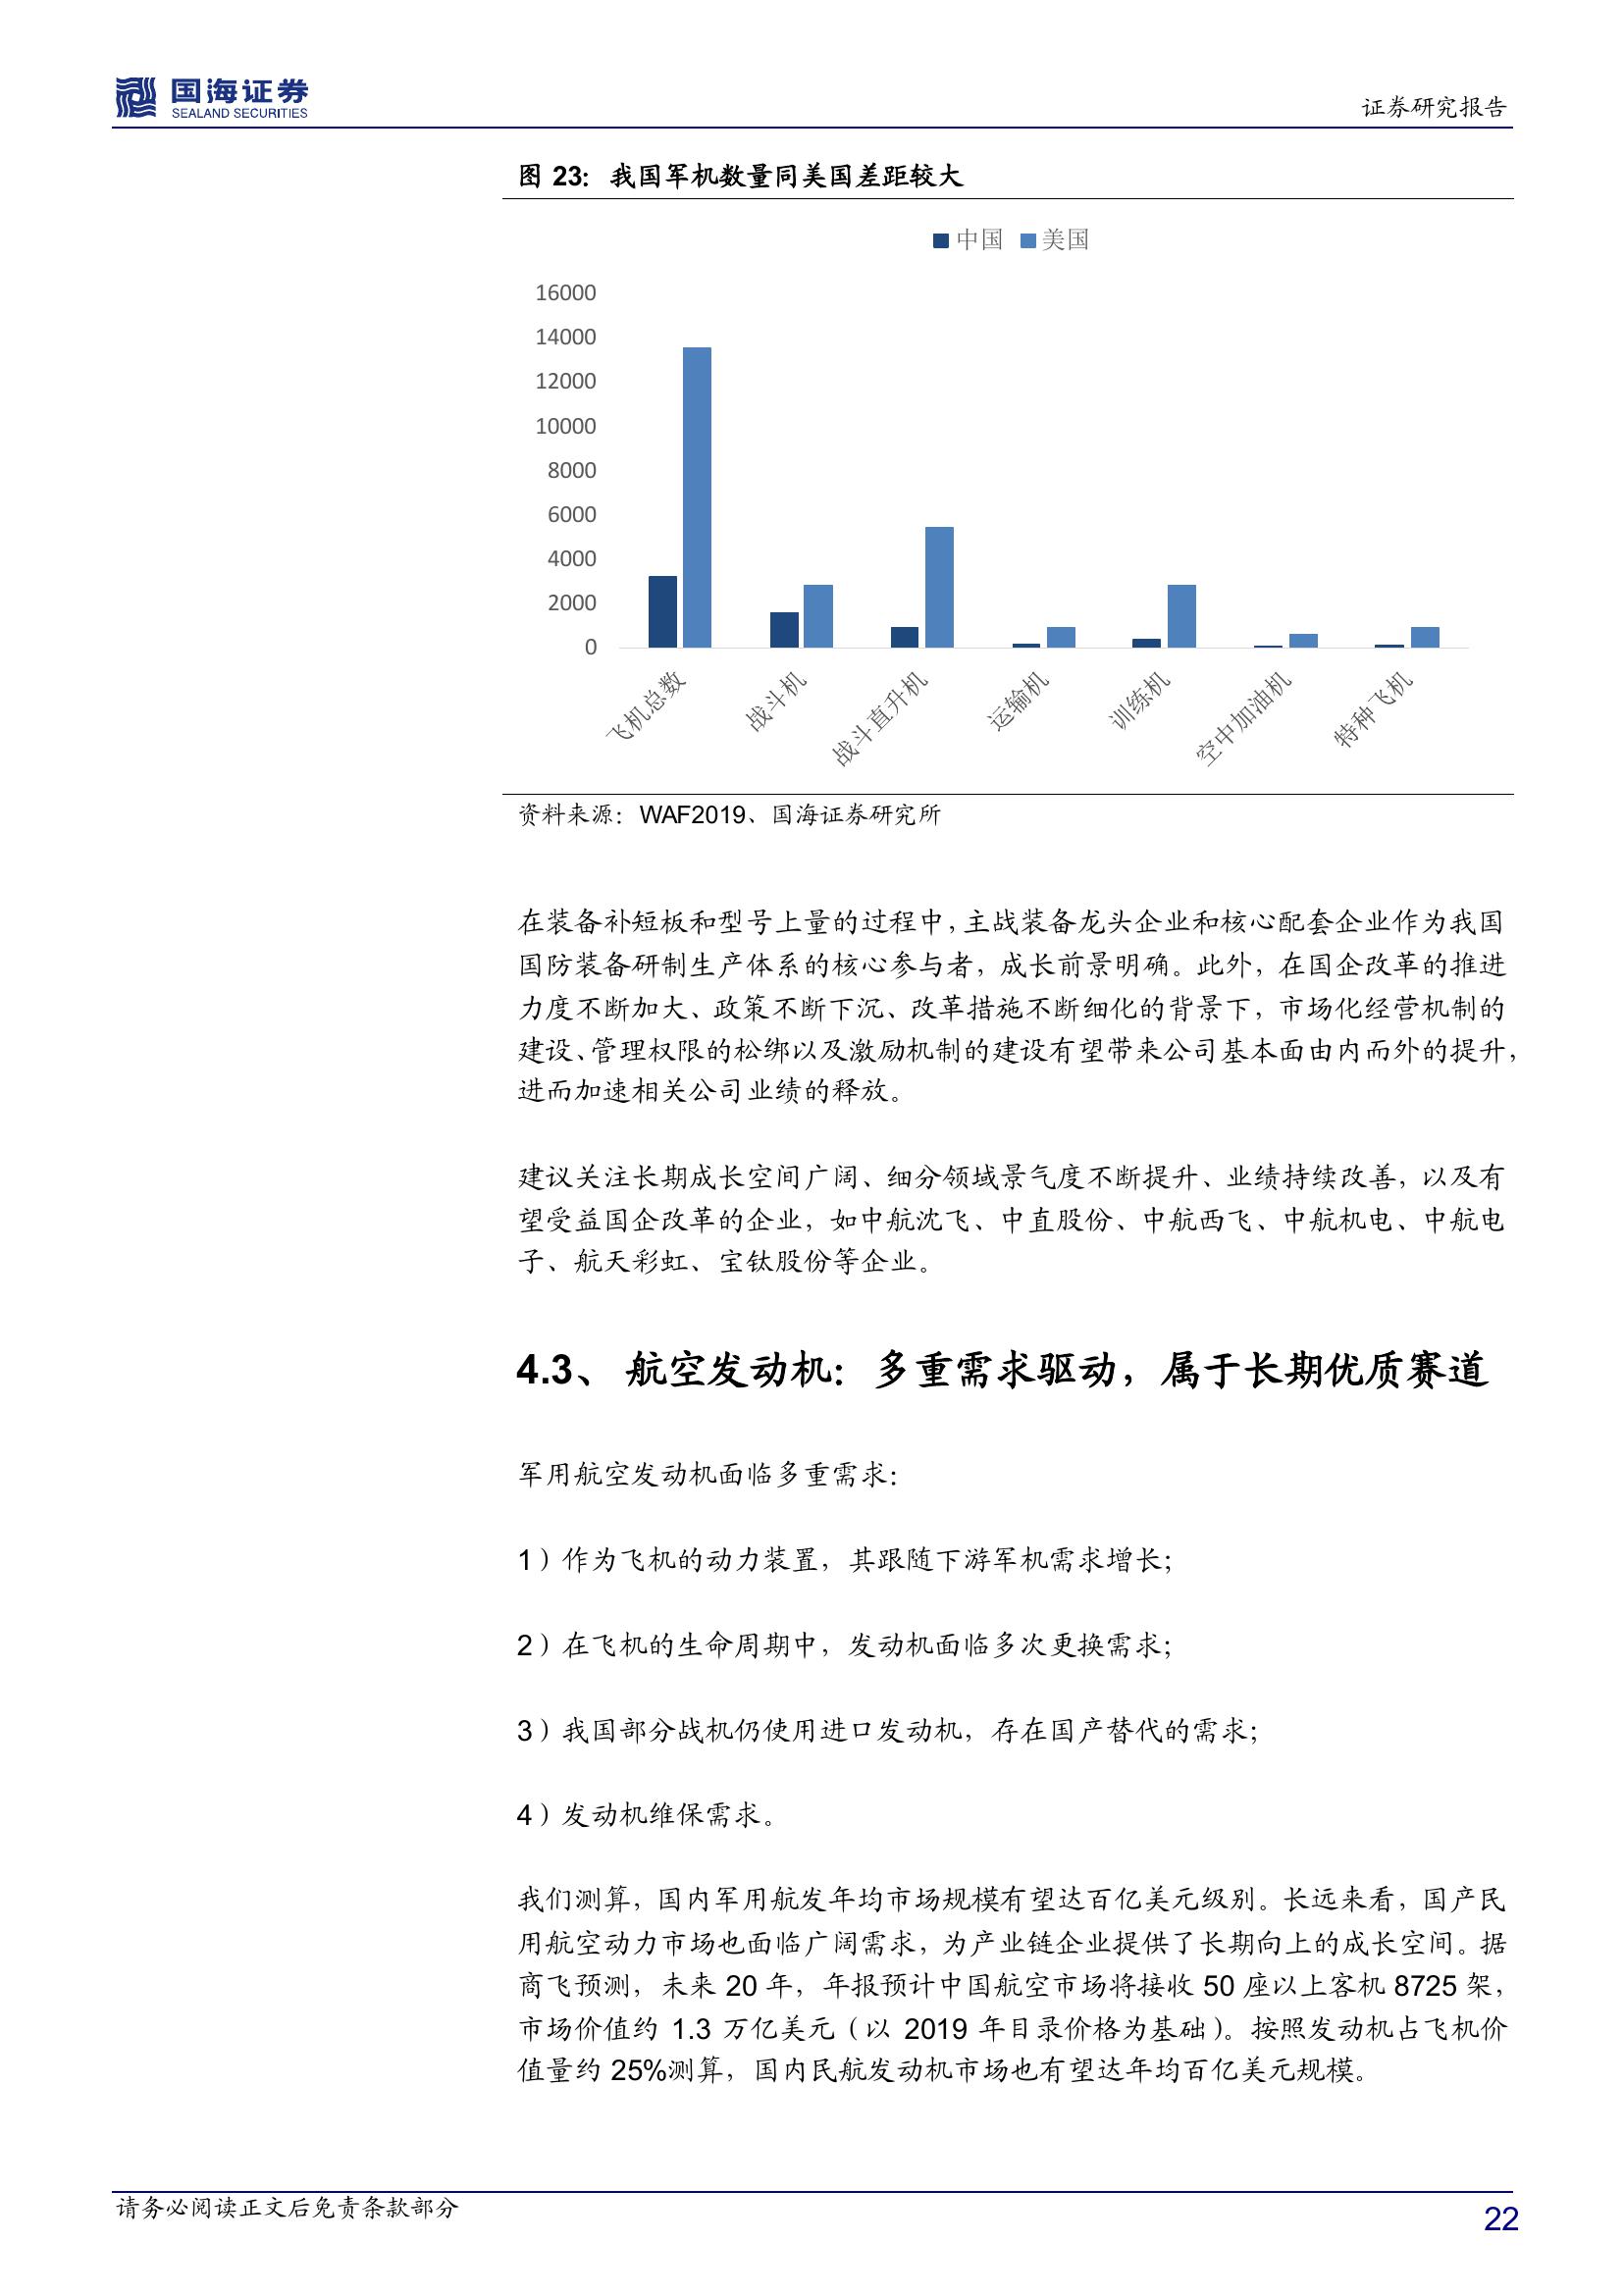 国海证券
SEALAND SECURITIES
证券研究报告
图 23：我国军机数量同美国差距较大
中国 美国
16000
14000
12000
10000
8000
6000
4000
2000
0
飞机总数 战斗机 战斗直升机 运输机 训练机 空中加油机 特种飞机
资料来源：WAF2019、国海证券研究所
在装备补短板和型号上量的过程中，主战装备龙头企业和核心配套企业作为我国
国防装备研制生产体系的核心参与者，成长前景明确。此外，在国企改革的推进
力度不断加大、政策不断下沉、改革措施不断细化的背景下，市场化经营机制的
建设、管理权限的松绑以及激励机制的建设有望带来公司基本面由内而外的提升，
进而加速相关公司业绩的释放。
建议关注长期成长空间广阔、细分领域景气度不断提升、业绩持续改善，以及有
望受益国企改革的企业，如中航沈飞、中直股份、中航西飞、中航机电、中航电
子、航天彩虹、宝钛股份等企业。
4.3、 航空发动机：多重需求驱动，属于长期优质赛道
军用航空发动机面临多重需求：
1）作为飞机的动力装置，其跟随下游军机需求增长；
2）在飞机的生命周期中，发动机面临多次更换需求；
3）我国部分战机仍使用进口发动机，存在国产替代的需求；
4）发动机维保需求。
我们测算，国内军用航发年均市场规模有望达百亿美元级别。长远来看，国产民
用航空动力市场也面临广阔需求，为产业链企业提供了长期向上的成长空间。据
商飞预测，未来 20 年，年报预计中国航空市场将接收 50 座以上客机 8725 架，
市场价值约 1.3 万亿美元（以 2019 年目录价格为基础）。按照发动机占飞机价
值量约 25%测算，国内民航发动机市场也有望达年均百亿美元规模。
请务必阅读正文后免责条款部分
22